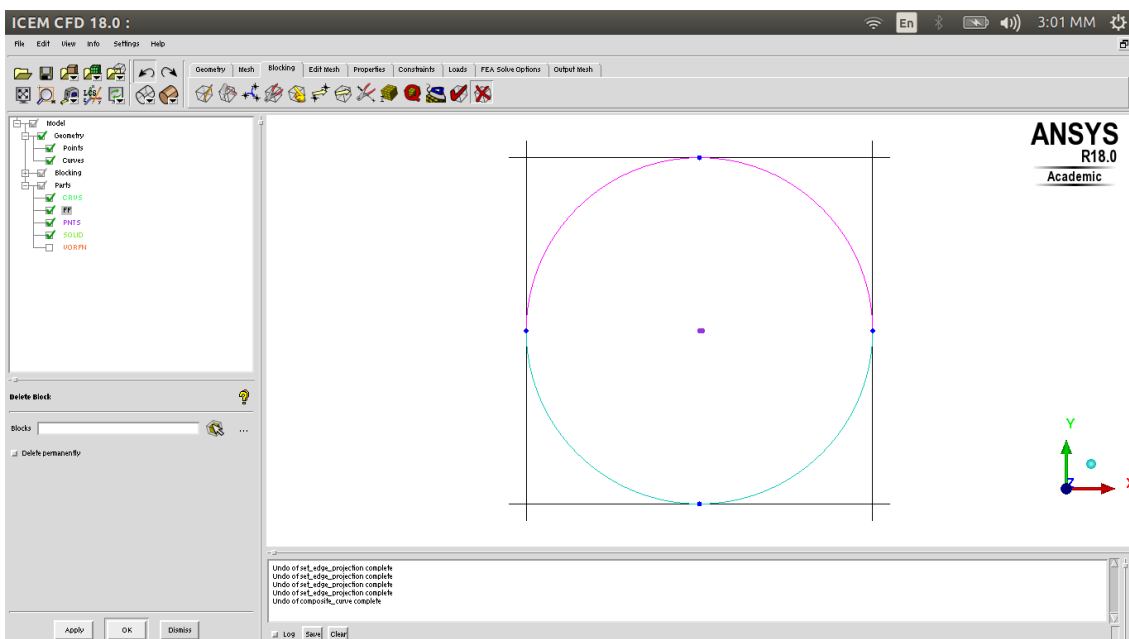 ICEM CFD 18.0 : En 3:01 MM
File Edit View Info Settings Help
Geometry Mesh Blocking Edit Mesh Properties Constraints Loads FEA Solve Options Output Mesh
LCS
Model
Geometry
Points
Curves
Blocking
Parts
CRVS
FF
PNTS
SOLID
VORFN
ANSYS
R18.0
Academic
Delete Block
Blocks ...
Delete permanently
Y
Z X
Undo of set_edge_projection complete
Undo of set_edge_projection complete
Undo of set_edge_projection complete
Undo of set_edge_projection complete
Undo of composite_curve complete
Apply OK Dismiss
Log Save Clear